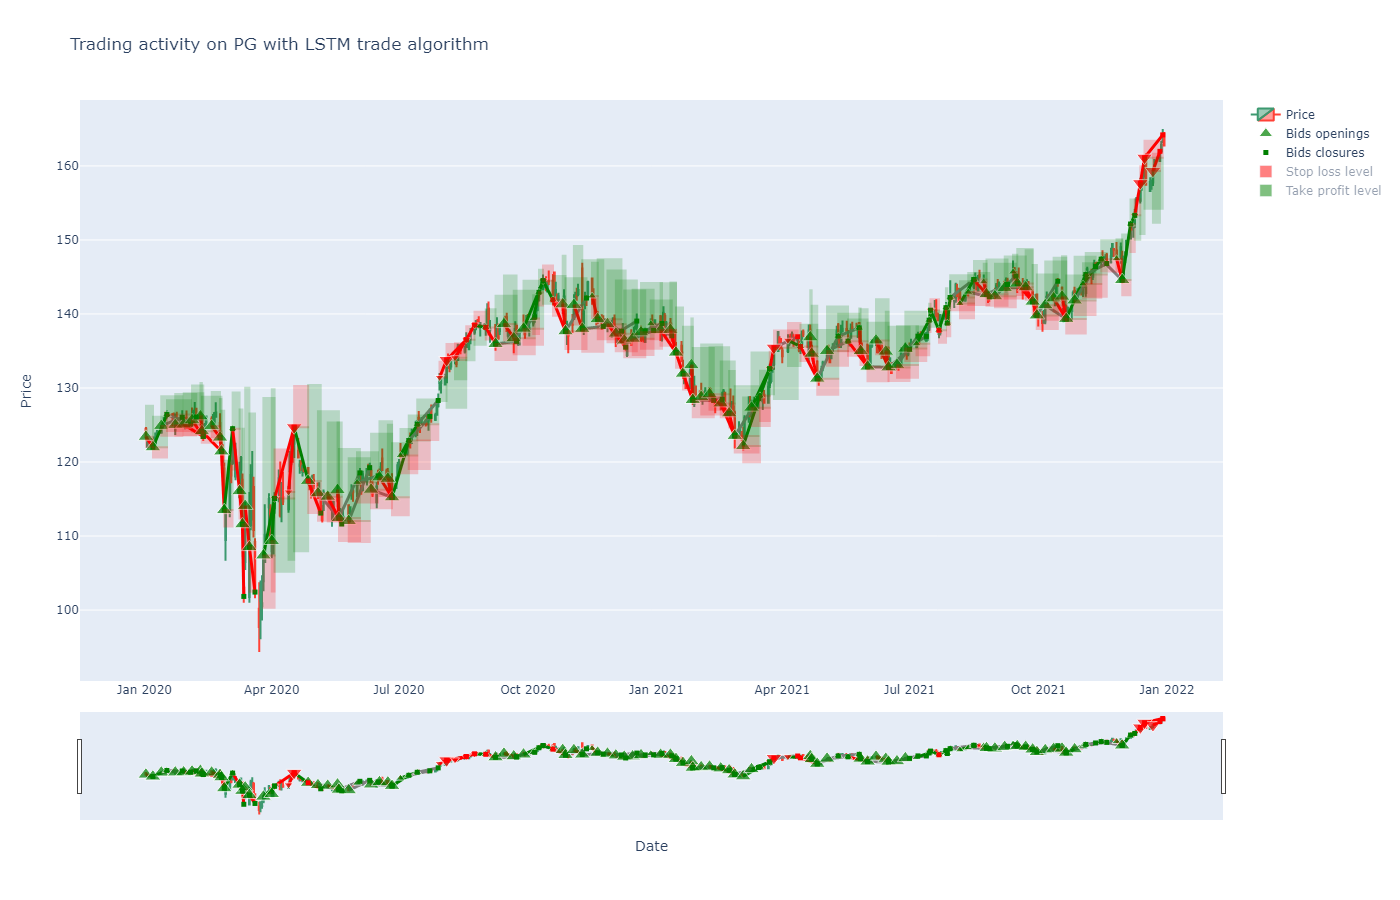 Trading activity on PG with LSTM trade algorithm
Price
Bids openings
Bids closures
Stop loss level
Take profit level
160
150
140
130
120
110
100
Price
Jan 2020
Apr 2020
Jul 2020
Oct 2020
Jan 2021
Apr 2021
Jul 2021
Oct 2021
Jan 2022
Date